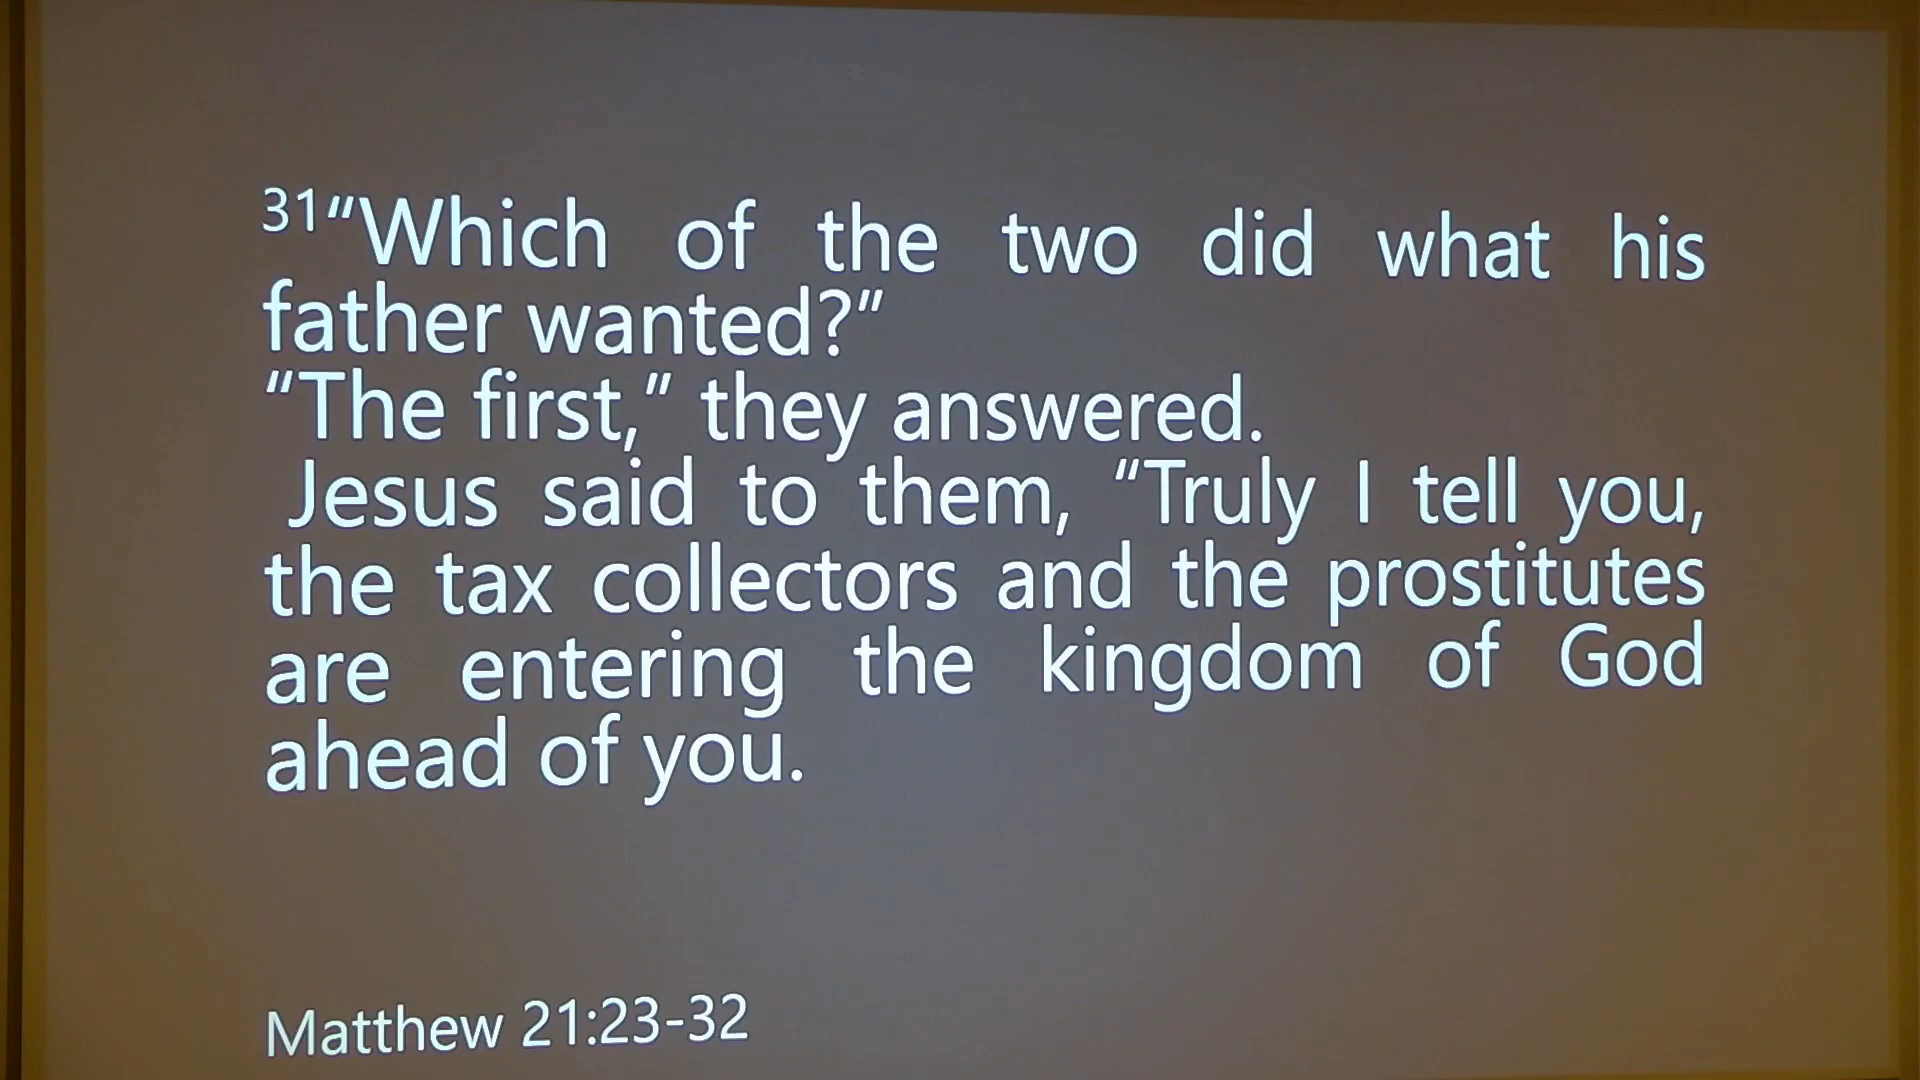 31“Which of the two did what his
father wanted?”
“The first,” they answered.
Jesus said to them, “Truly I tell you,
the tax collectors and the prostitutes
are entering the kingdom of God
ahead of you.
Matthew 21:23-32